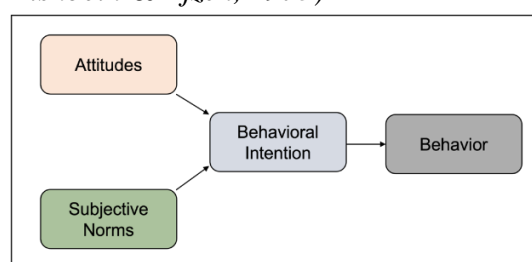 Attitudes
Behavioral
Intention
Behavior
Subjective
Norms